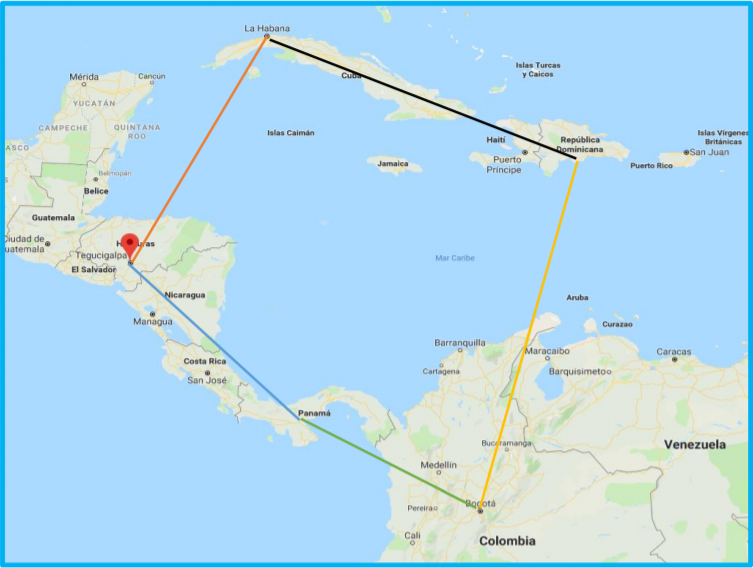 La Habana
Islas Turcas
y Caicos
Cuba
Mérida
Cancún
YUCATÁN
CAMPECHE
QUINTANA
ROO
Islas Caimán
Haití
República
Dominicana
Islas Vírgenes
Británicas
ASCO
Jamaica
Puerto
Príncipe
San Juan
Puerto Rico
Belmopán
Belice
Guatemala
Ciudad de
uatemala
Tegucigalpa
El Salvador
Mar Caribe
Nicaragua
Managua
Aruba
Curazao
Barranquilla
Maracaibo
Caracas
Costa Rica
San José
Cartagena
Barquisimeto
Panamá
Bucaramanga
Venezuela
Medellín
Pereira
Bogotá
Cali
Colombia